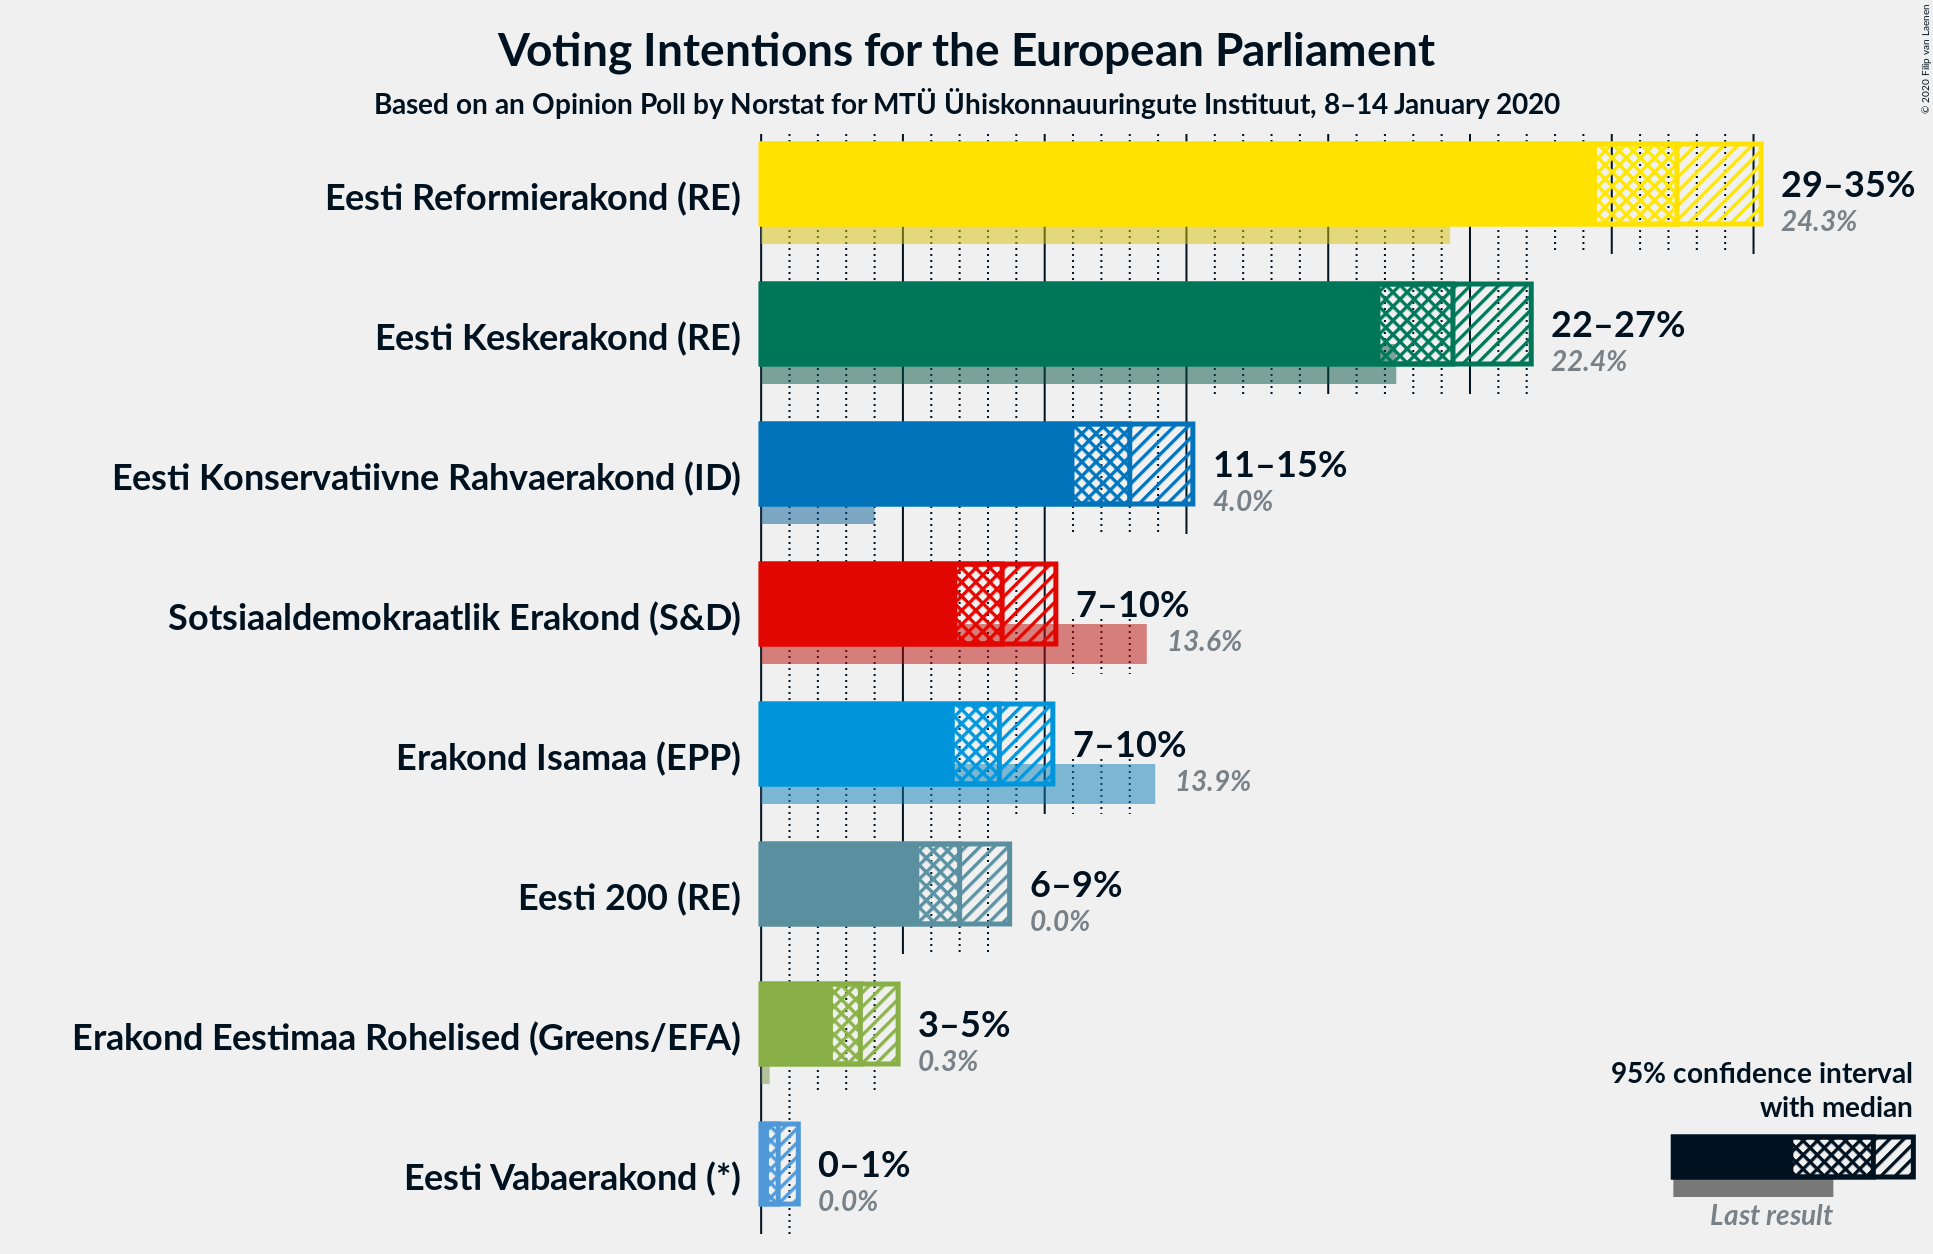 Voting Intentions for the European Parliament
Based on an Opinion Poll by Norstat for MTÜ Ühiskonnauuringute Instituut, 8–14 January 2020
© 2020 Filip van Laenen
Eesti Reformierakond (RE)
29–35%
24.3%
Eesti Keskerakond (RE)
22–27%
22.4%
Eesti Konservatiivne Rahvaerakond (ID)
11–15%
4.0%
Sotsiaaldemokraatlik Erakond (S&D)
7–10%
13.6%
Erakond Isamaa (EPP)
7–10%
13.9%
Eesti 200 (RE)
6–9%
0.0%
Erakond Eestimaa Rohelised (Greens/EFA)
3–5%
0.3%
Eesti Vabaerakond (*)
0–1%
0.0%
95% confidence interval
with median
Last result